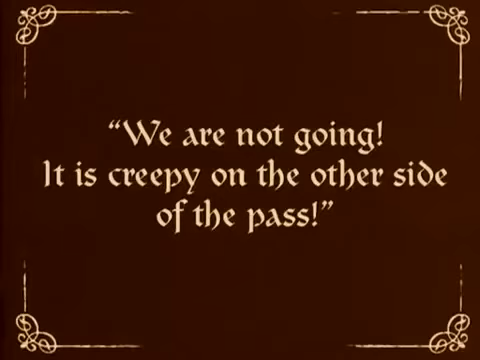 “We are not going!
It is creepy on the other side
of the pass!”